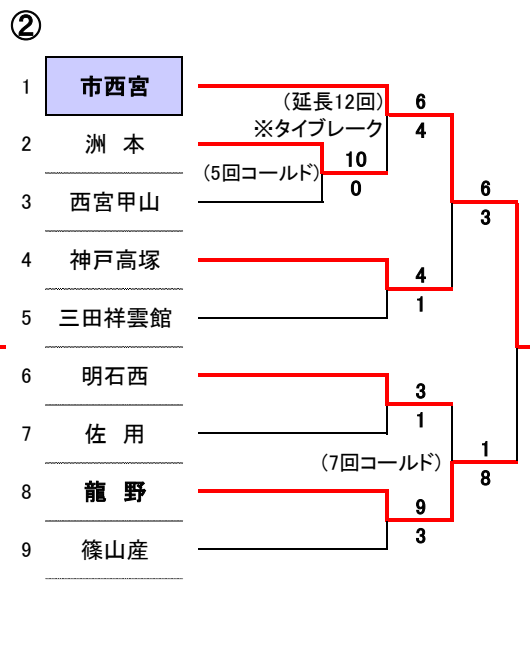 ②
1 市西宮
(延長12回) 6
※タイブレーク 4
2 洲 本
10
(5回コールド)
0
3 西宮甲山
6
3
4 神戸高塚
4
1
5 三田祥雲館
6 明石西
3
1
7 佐 用
(7回コールド) 1
8
8 龍 野
9
3
9 篠山産